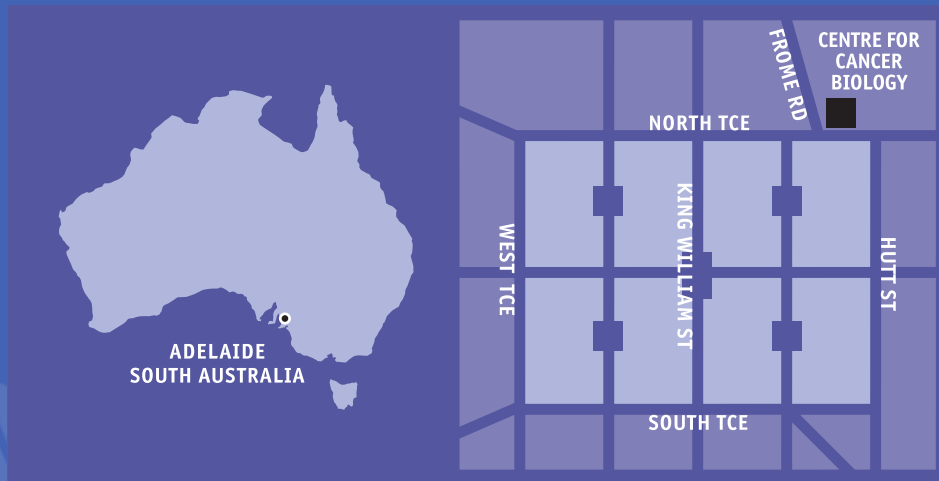 ADELAIDE
SOUTH AUSTRALIA
FROME RD
CENTRE FOR
CANCER
BIOLOGY
NORTH TCE
WEST TCE
KING WILLIAM ST
HUTT ST
SOUTH TCE